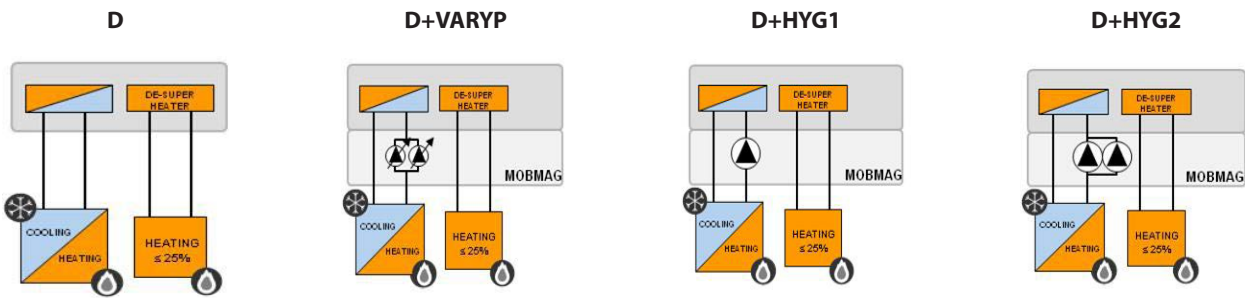 D
D+VARYP
D+HYG1
D+HYG2
DE-SUPER
HEATER
COOLING
HEATING
HEATING
≤ 25%
DE-SUPER
HEATER
MOBMAG
COOLING
HEATING
HEATING
≤ 25%
DE-SUPER
HEATER
MOBMAG
COOLING
HEATING
HEATING
≤ 25%
DE-SUPER
HEATER
MOBMAG
COOLING
HEATING
HEATING
≤ 25%